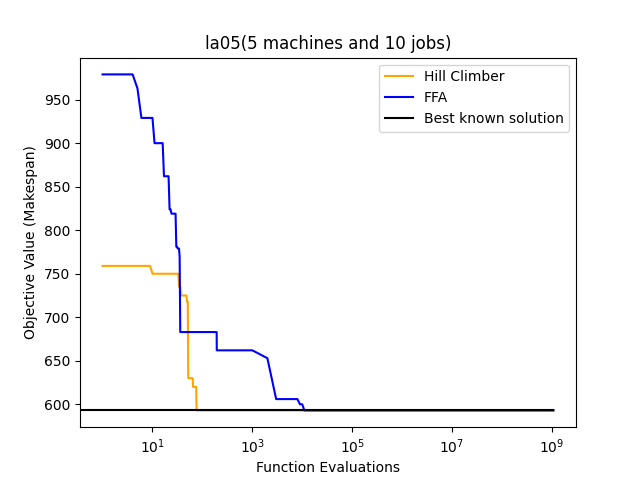 la05(5 machines and 10 jobs)
Hill Climber
FFA
Best known solution
Objective Value (Makespan)
950
900
850
800
750
700
650
600
10^1
10^3
10^5
10^7
10^9
Function Evaluations